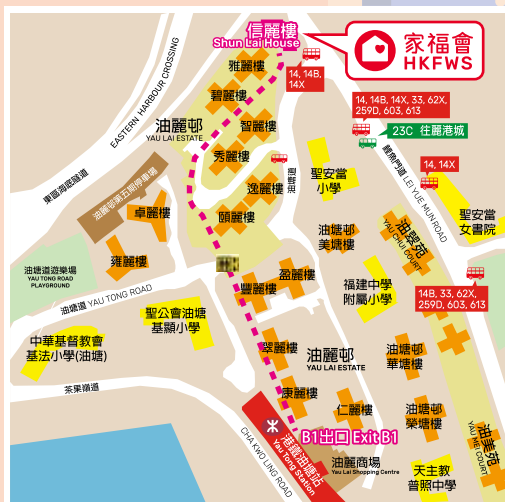 信麗樓
Shun Lai House
家福會
HKFWS
14, 14B,
14X
雅麗樓
碧麗樓
智麗樓
秀麗樓
逸麗樓
頤麗樓
油麗邨
YAU LAI ESTATE
EASTERN HARBOUR CROSSING
東區海底隧道
油麗邨第五期停車場
卓麗樓
雍麗樓
油塘道
14, 14B, 14X, 33, 62X,
259D, 603, 613
23C 往麗港城
鯉魚門道 LEI YUE MUN ROAD
14, 14X
聖安當
小學
聖安當
女書院
油塘邨
美塘樓
油翠苑
YAU CHUI COURT
福建中學
附屬小學
14B, 33, 62X,
259D, 603, 613
油塘道遊樂場
YAU TONG ROAD
PLAYGROUND
油塘道 YAU TONG ROAD
豐麗樓
盈麗樓
聖公會油塘
基顯小學
中華基督教會
基法小學(油塘)
茶果嶺道
翠麗樓
油麗邨
YAU LAI ESTATE
油塘邨
華塘樓
康麗樓
仁麗樓
油塘邨
榮塘樓
B1出口 Exit B1
港鐵油塘站
Yau Tong Station
CHA KWO LING ROAD
油麗商場
Yau Lai Shopping Centre
天主教
普照中學
油美苑
YAU MEI COURT